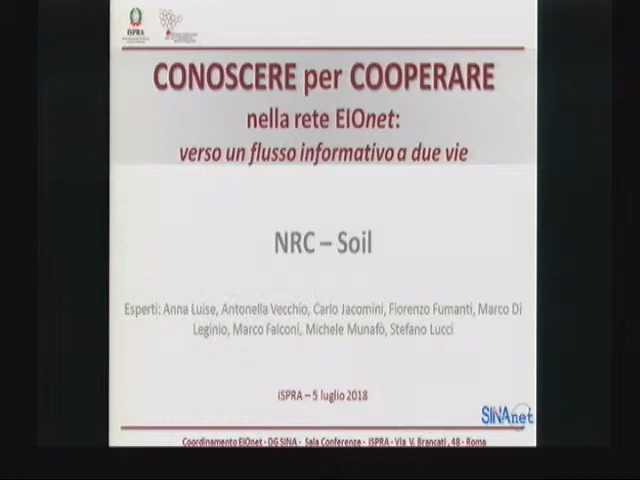 ISPRA
CONOSCERE per COOPERARE
nella rete EIOnet:
verso un flusso informativo a due vie
NRC – Soil
Esperti: Anna Luise, Antonella Vecchio, Carlo Jacomini, Fiorenzo Fumanti, Marco Di
Leginio, Marco Falconi, Michele Munafò, Stefano Lucci
ISPRA – 5 luglio 2018
SINAnet
Coordinamento EIOnet - DG SINA - Sala Conferenze - ISPRA - Via V. Brancati, 48 - Roma